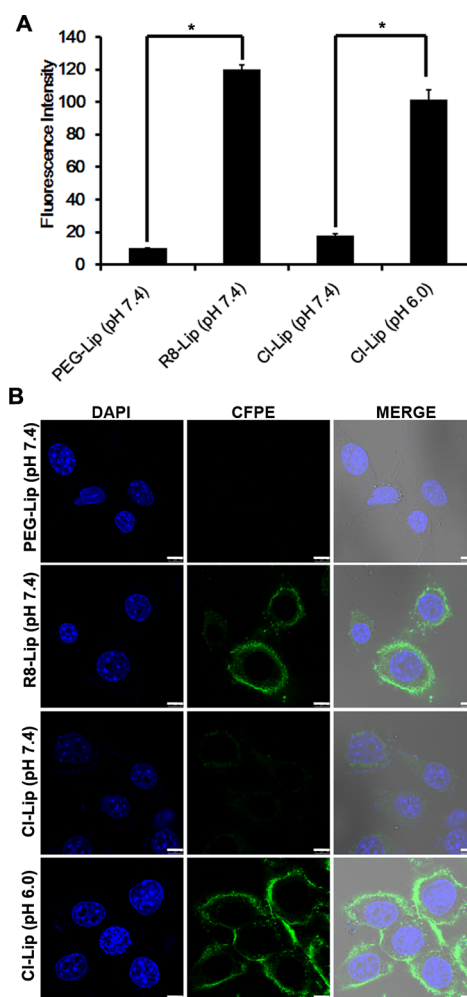 A
* *
140
120
100
80
60
40
20
0
Fluorescence Intensity
PEG-Lip (pH 7.4)
R8-Lip (pH 7.4)
Cl-Lip (pH 7.4)
Cl-Lip (pH 6.0)
B
DAPI CFPE MERGE
PEG-Lip (pH 7.4)
R8-Lip (pH 7.4)
Cl-Lip (pH 7.4)
Cl-Lip (pH 6.0)